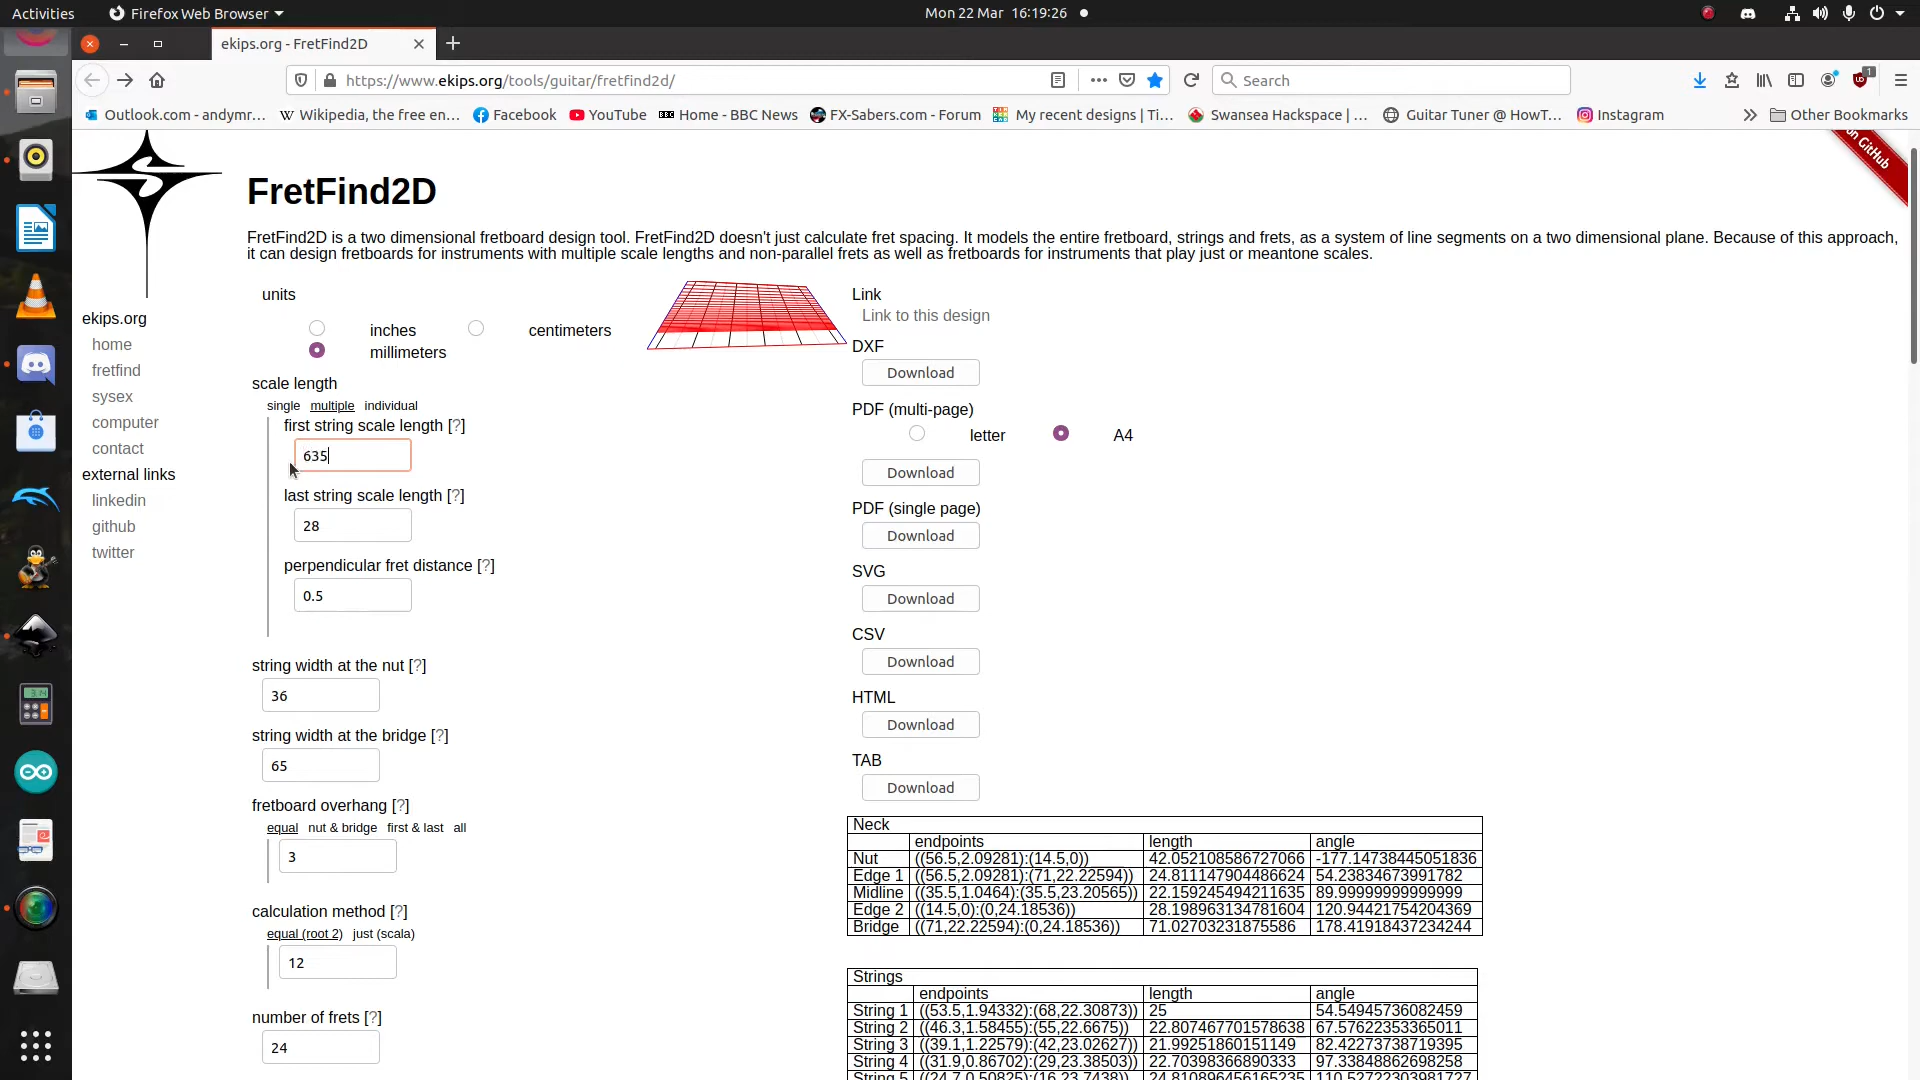 Activities
Firefox Web Browser
Mon 22 Mar 16:19:26
ekips.org - FretFind2D
https://www.ekips.org/tools/guitar/fretfind2d/
Search
1
Outlook.com - andymr…
Wikipedia, the free en…
Facebook
YouTube
Home - BBC News
FX-Sabers.com - Forum
My recent designs | Ti…
Swansea Hackspace | …
Guitar Tuner @ HowT…
Instagram
Other Bookmarks
on GitHub
FretFind2D
FretFind2D is a two dimensional fretboard design tool. FretFind2D doesn't just calculate fret spacing. It models the entire fretboard, strings and frets, as a system of line segments on a two dimensional plane. Because of this approach,
it can design fretboards for instruments with multiple scale lengths and non-parallel frets as well as fretboards for instruments that play just or meantone scales.
ekips.org
home
fretfind
sysex
computer
contact
external links
linkedin
github
twitter
units
inches
centimeters
millimeters
scale length
single multiple individual
first string scale length [?]
635
last string scale length [?]
28
perpendicular fret distance [?]
0.5
string width at the nut [?]
36
string width at the bridge [?]
65
fretboard overhang [?]
equal nut & bridge first & last all
3
calculation method [?]
equal (root 2) just (scala)
12
number of frets [?]
24
Link
Link to this design
DXF
Download
PDF (multi-page)
letter
A4
Download
PDF (single page)
Download
SVG
Download
CSV
Download
HTML
Download
TAB
Download
Neck
endpoints length angle
Nut ((56.5,2.09281):(14.5,0)) 42.052108586727066 -177.14738445051836
Edge 1 ((56.5,2.09281):(71,22.22594)) 24.811147904486624 54.23834673991782
Midline ((35.5,1.0464):(35.5,23.20565)) 22.159245494211635 89.99999999999999
Edge 2 ((14.5,0):(0,24.18536)) 28.198963134781604 120.94421754204369
Bridge ((71,22.22594):(0,24.18536)) 71.02703231875586 178.41918437234244
Strings
endpoints length angle
String 1 ((53.5,1.94332):(68,22.30873)) 25 54.54945736082459
String 2 ((46.3,1.58455):(55,22.6675)) 22.807467701578638 67.57622353365011
String 3 ((39.1,1.22579):(42,23.02627)) 21.99251860151149 82.42273738719395
String 4 ((31.9,0.86702):(29,23.38503)) 22.70398366890333 97.33848862698258
String 5 ((24.7,0.50825):(16,23.7438)) 24.810896456165235 110.52722303981727